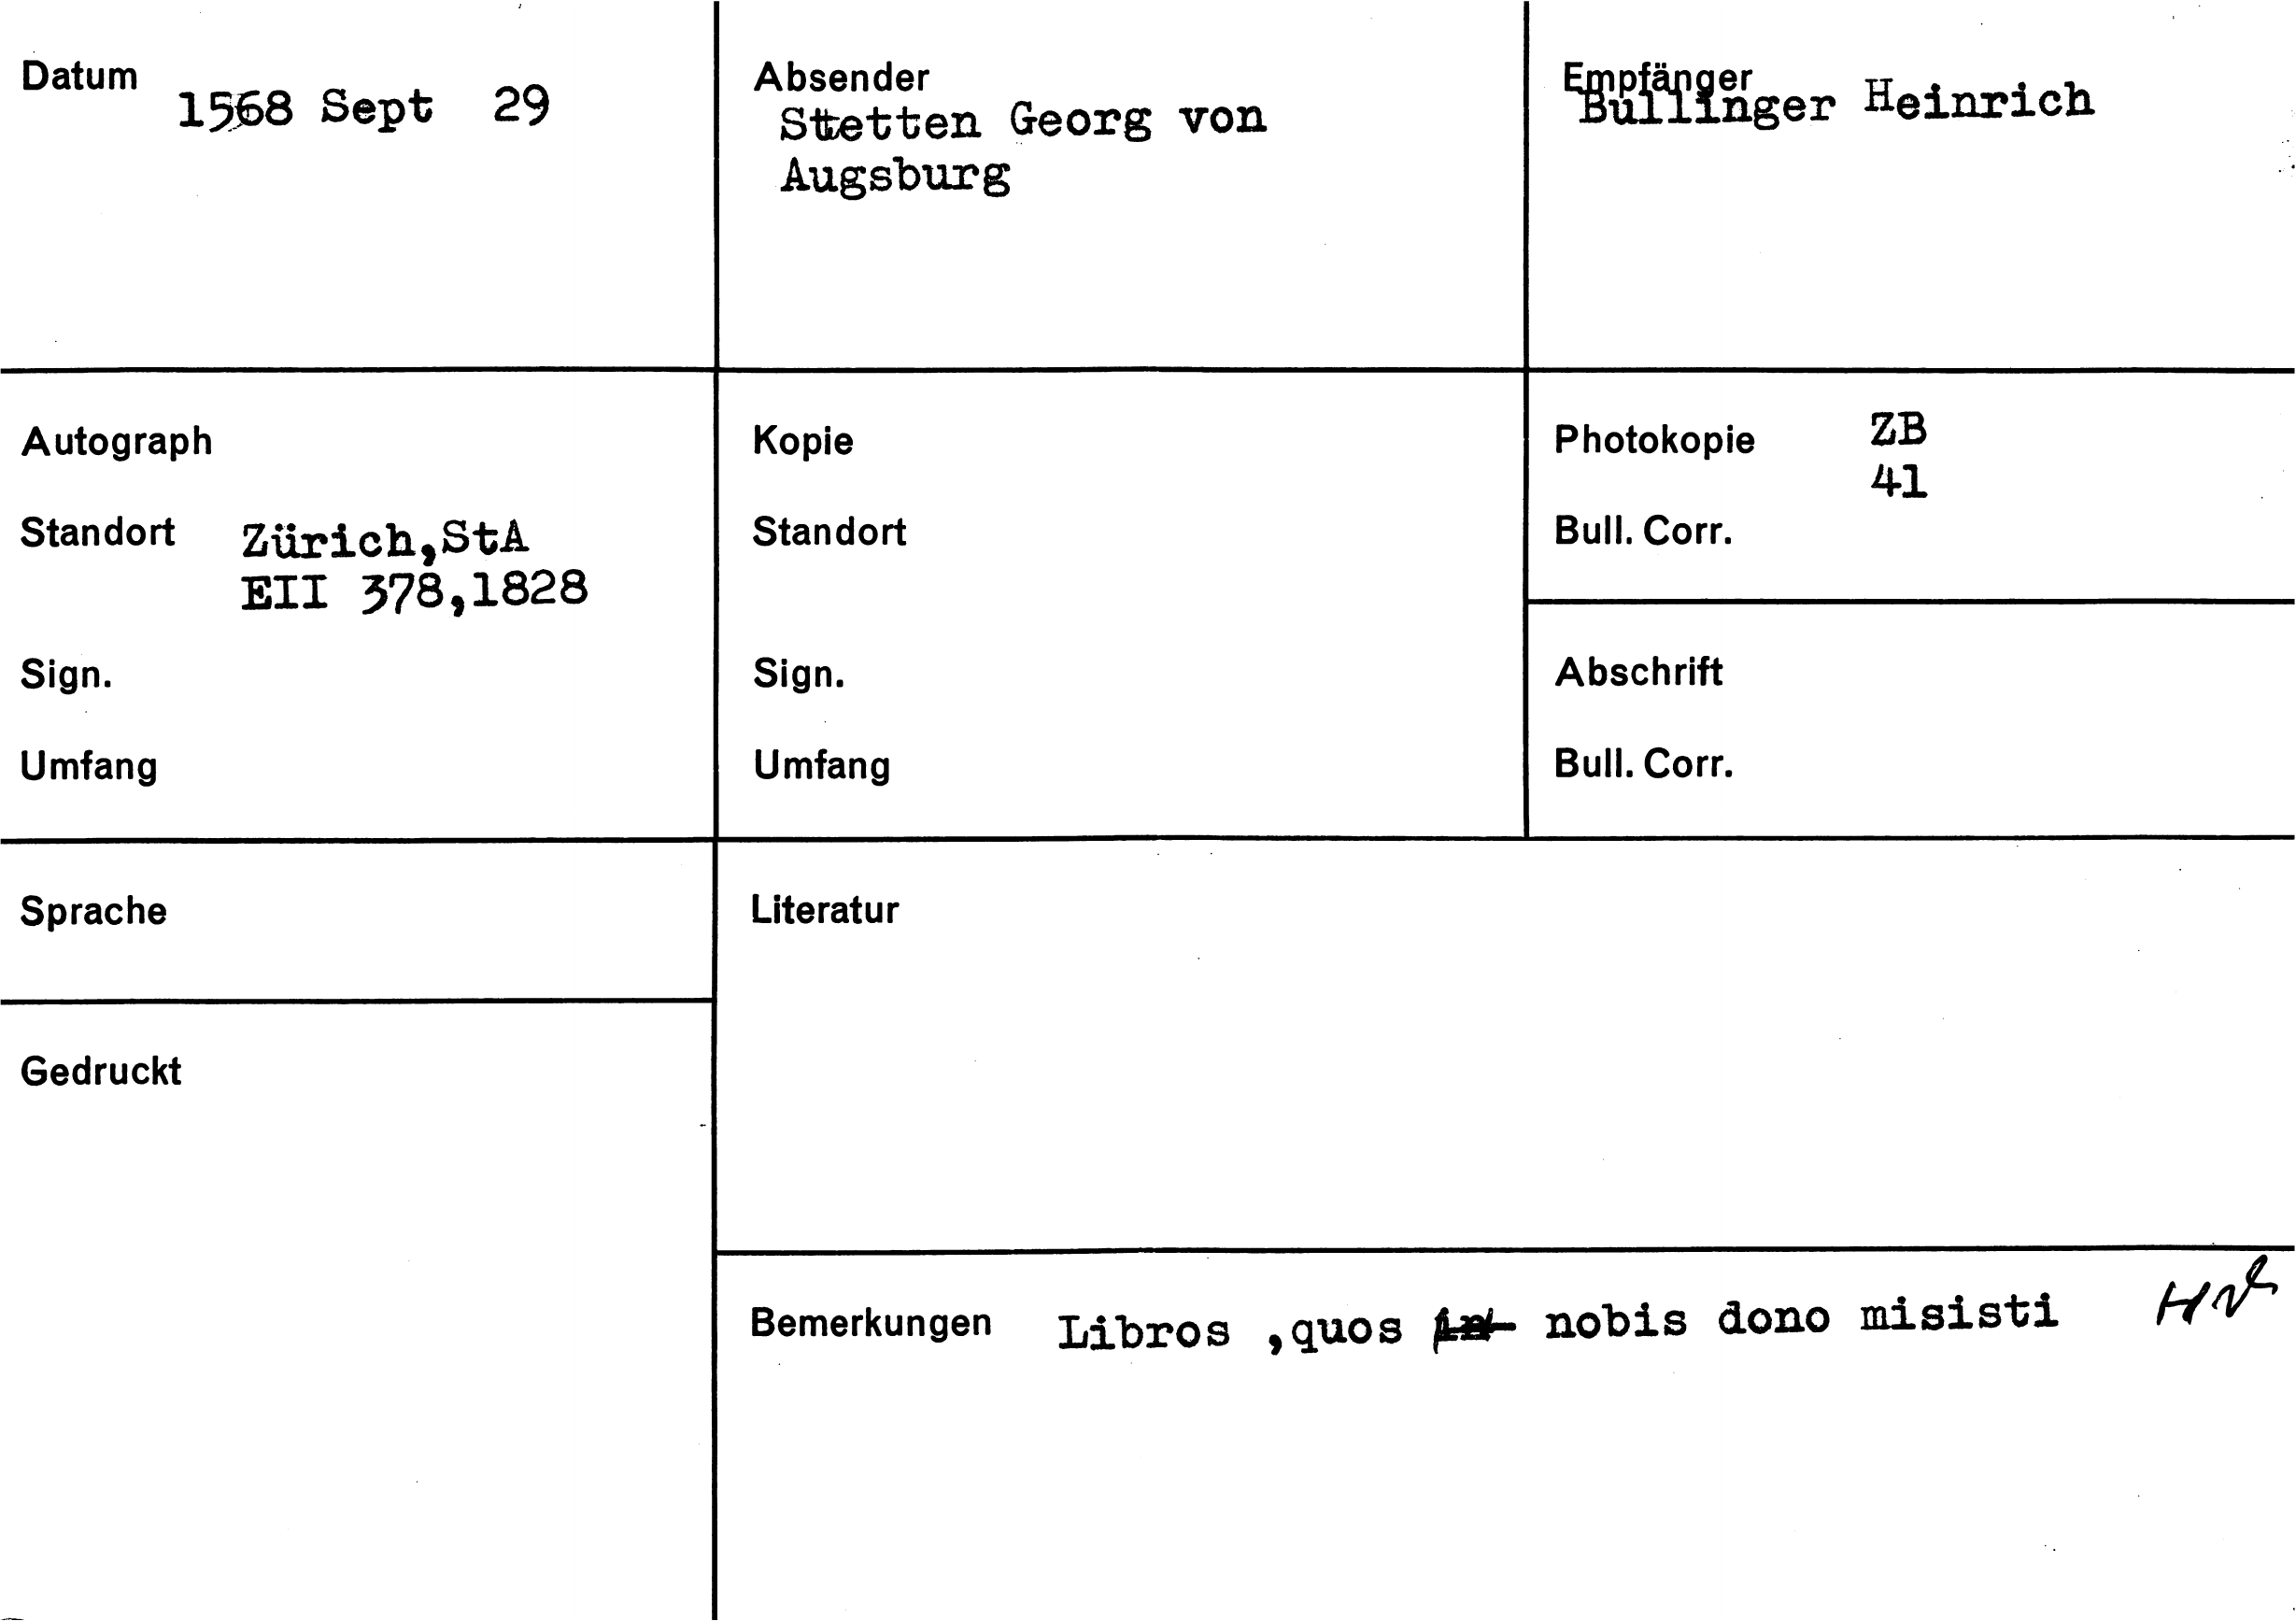 Datum 1568 Sept 29
Absender
Stetten Georg von
Augsburg
Empfänger
Bullinger Heinrich
Autograph
Standort Zürich,StA
EII 378,1828
Sign.
Umfang
Kopie
Standort
Sign.
Umfang
Photokopie ZB
41
Bull. Corr.
Abschrift
Bull. Corr.
Sprache
Gedruckt
Literatur
Bemerkungen Libros ,quos nobis dono misisti